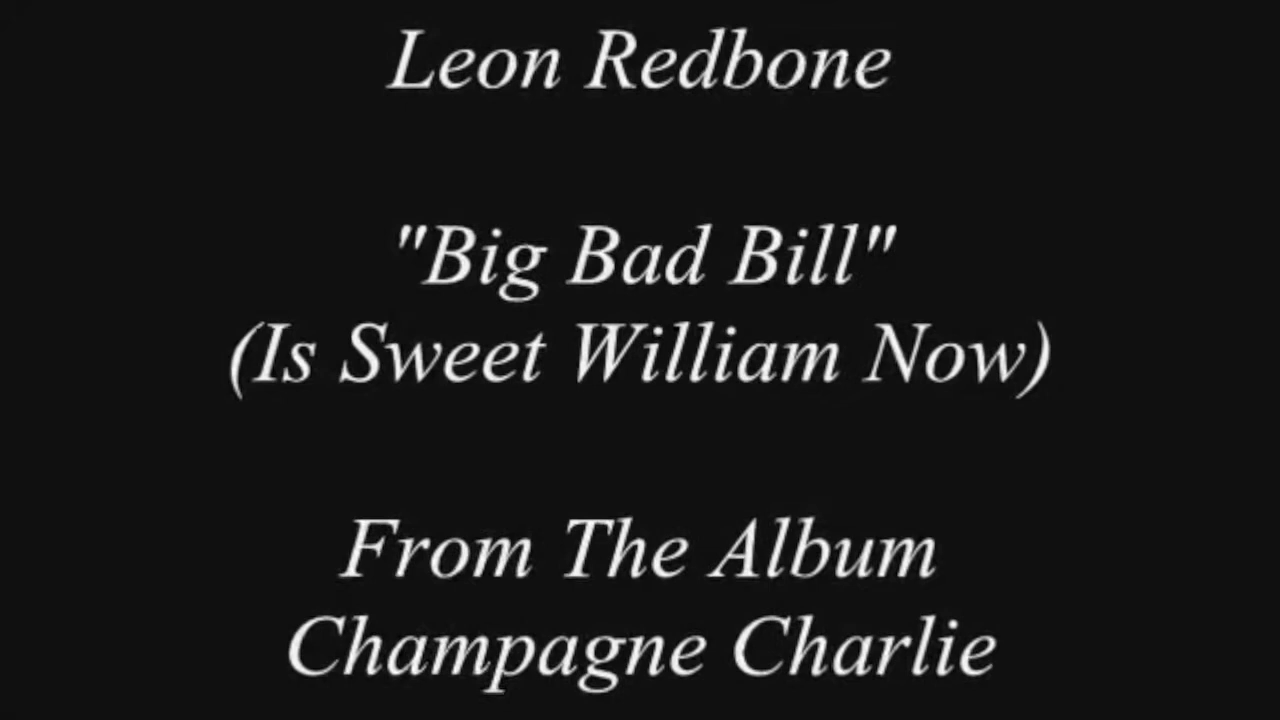 Leon Redbone
"Big Bad Bill"
(Is Sweet William Now)
From The Album
Champagne Charlie